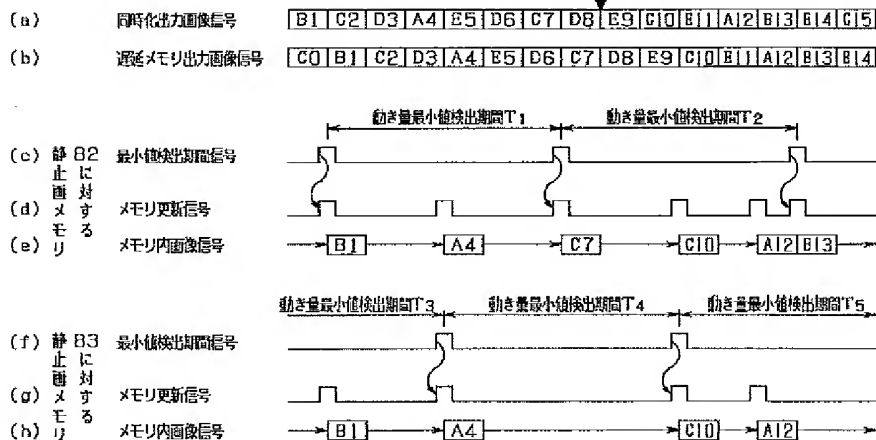 (a) 同時化出力画像信号 B1 C2 D3 A4 E5 D6 C7 D8 E9 C10 E11 A12 B13 E14 C15
(b) 遅延メモリ出力画像信号 C0 B1 C2 D3 A4 E5 D6 C7 D8 E9 C10 E11 A12 B13 E14
動き量最小値検出期間T1 動き量最小値検出期間T2
静止画メモリ B2に対する
(c) 最小値検出期間信号
(d) メモリ更新信号
(e) メモリ内画像信号 B1 A4 C7 C10 A12 B13
動き量最小値検出期間T3 動き量最小値検出期間T4 動き量最小値検出期間T5
静止画メモリ B3に対する
(f) 最小値検出期間信号
(g) メモリ更新信号
(h) メモリ内画像信号 B1 A4 C10 A12